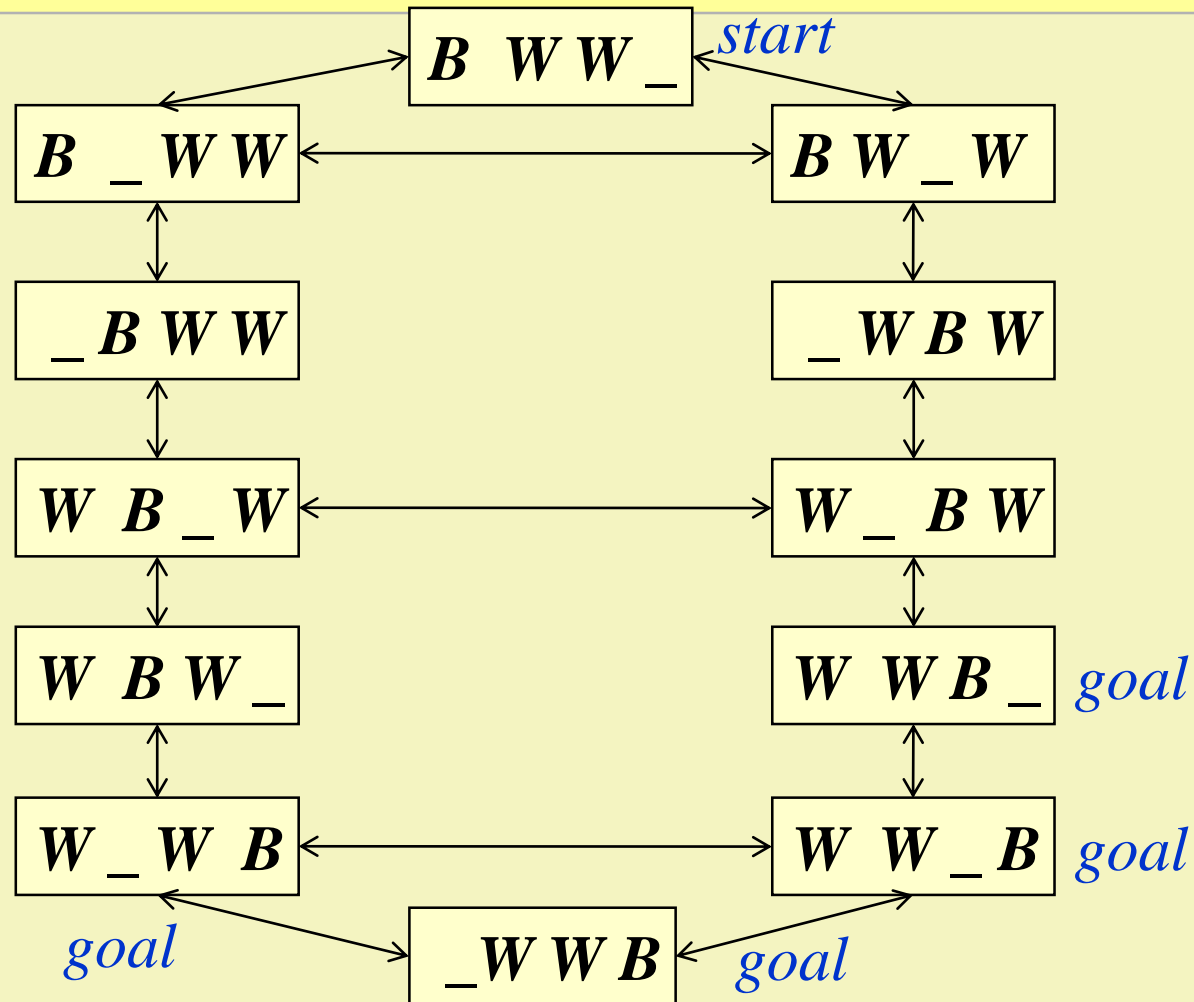 B W W _ start
B _ W W
B W _ W
_ B W W
_ W B W
W B _ W
W _ B W
W B W _
W W B _ goal
W _ W B
W W _ B goal
goal
_ W W B goal